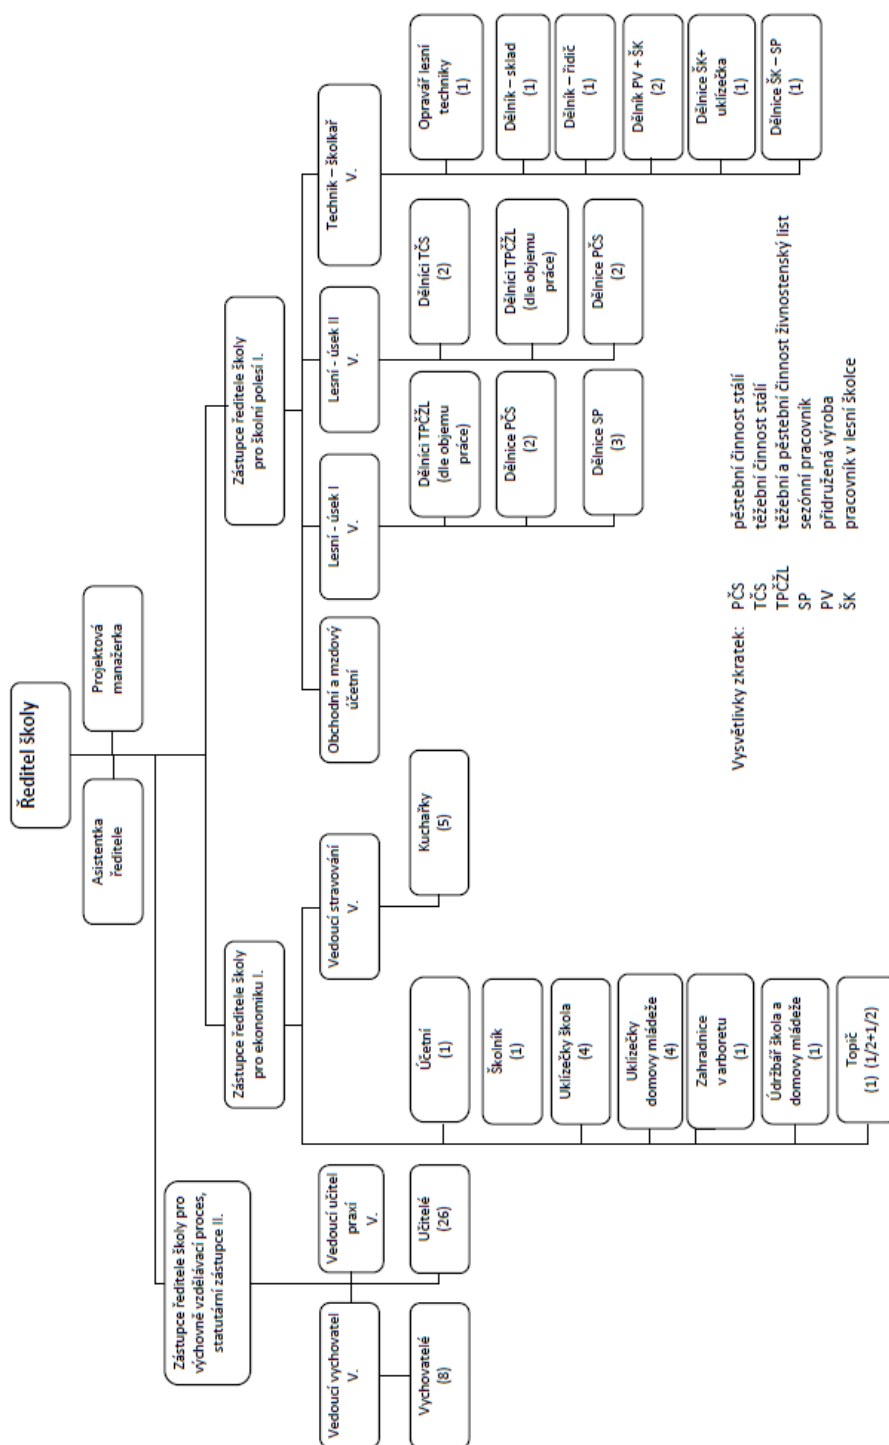 Ředitel školy
Asistentka
ředitele
Projektová
manažerka
Zástupce ředitele školy pro
výchovně vzdělávací proces,
statutární zástupce II.
Zástupce ředitele školy
pro ekonomiku I.
Zástupce ředitele školy
pro školní polesí I.
Vedoucí vychovatel
V.
Vedoucí učitel
praxí
V.
Vedoucí stravování
V.
Obchodní a mzdový
účetní
Lesní - úsek I
V.
Lesní - úsek II
V.
Technik – školkař
V.
Vychovatelé
(8)
Učitelé
(26)
Účetní
(1)
Školník
(1)
Uklízečky škola
(4)
Uklízečky
domovy mládeže
(4)
Zahradnice
v arboretu
(1)
Údržbář škola a
domovy mládeže
(1)
Topič
(1) (1/2+1/2)
Kuchařky
(5)
Dělníci TPČŽL
(dle objemu
práce)
Dělnice PČS
(2)
Dělnice SP
(3)
Dělníci TČS
(2)
Dělníci TPČŽL
(dle objemu
práce)
Dělnice PČS
(2)
Opravář lesní
techniky
(1)
Dělník – sklad
(1)
Dělník – řidič
(1)
Dělník PV + ŠK
(2)
Dělnice ŠK+
uklízečka
(1)
Dělnice ŠK – SP
(1)
Vysvětlivky zkratek: PČS pěstební činnost stálí
TČS těžební činnost stálí
TPČŽL těžební a pěstební činnost živnostenský list
SP sezónní pracovník
PV přidružená výroba
ŠK pracovník v lesní školce